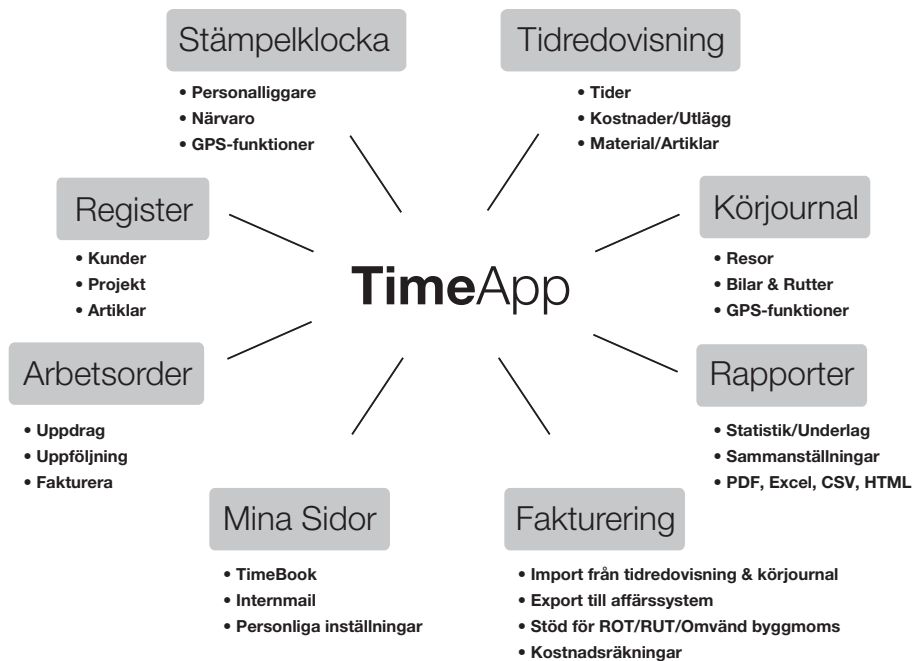 Stämpelklocka
• Personalliggare
• Närvaro
• GPS-funktioner
Tidredovisning
• Tider
• Kostnader/Utlägg
• Material/Artiklar
Register
• Kunder
• Projekt
• Artiklar
Körjournal
• Resor
• Bilar & Rutter
• GPS-funktioner
TimeApp
Arbetsorder
• Uppdrag
• Uppföljning
• Fakturera
Rapporter
• Statistik/Underlag
• Sammanställningar
• PDF, Excel, CSV, HTML
Mina Sidor
• TimeBook
• Internmail
• Personliga inställningar
Fakturering
• Import från tidredovisning & körjournal
• Export till affärssystem
• Stöd för ROT/RUT/Omvänd byggmoms
• Kostnadsräkningar